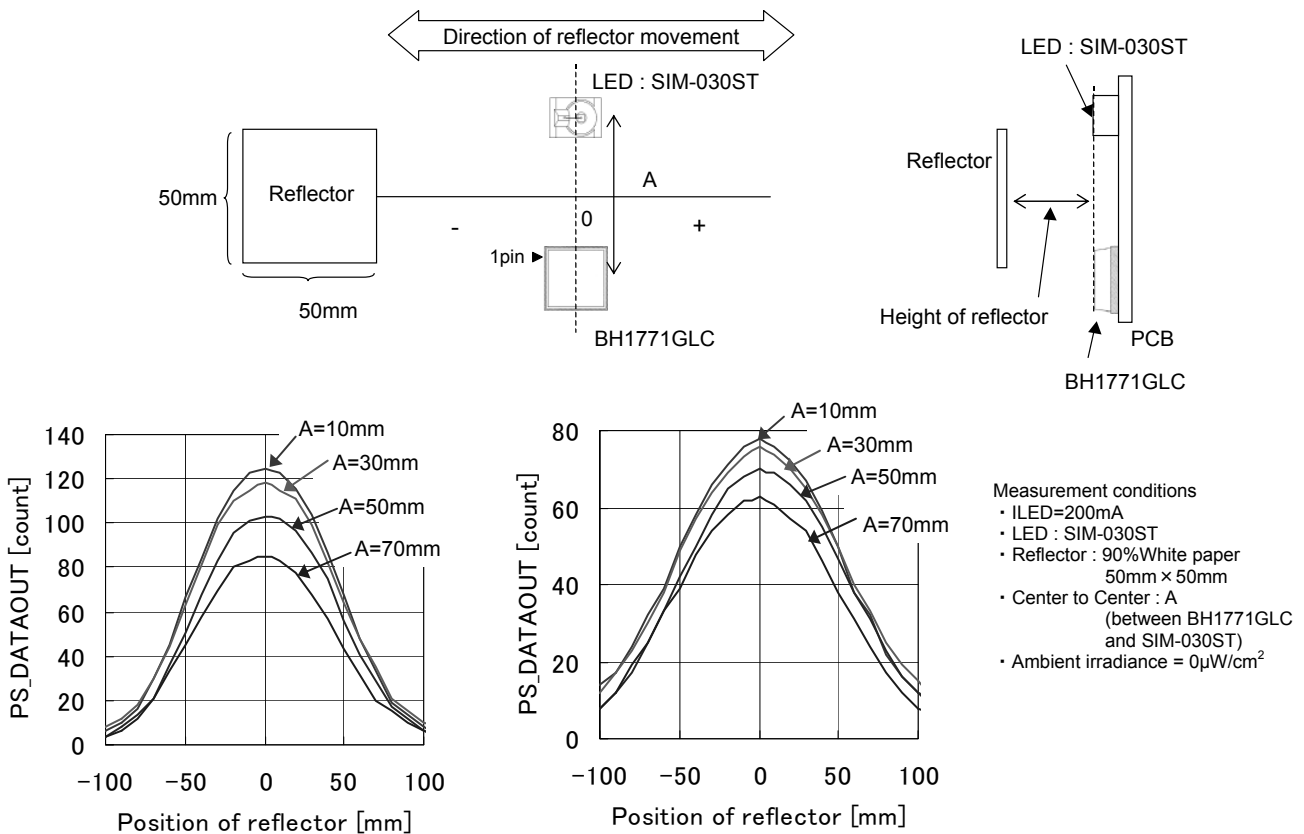 Direction of reflector movement
LED : SIM-030ST
50mm
Reflector
A
-
0
+
1pin
50mm
BH1771GLC
LED : SIM-030ST
Reflector
Height of reflector
PCB
BH1771GLC
PS_DATAOUT [count]
140
120
100
80
60
40
20
0
-100
-50
0
50
100
Position of reflector [mm]
A=10mm
A=30mm
A=50mm
A=70mm
PS_DATAOUT [count]
80
60
40
20
0
-100
-50
0
50
100
Position of reflector [mm]
A=10mm
A=30mm
A=50mm
A=70mm
Measurement conditions
・ILED=200mA
・LED : SIM-030ST
・Reflector : 90%White paper
50mm×50mm
・Center to Center : A
(between BH1771GLC
and SIM-030ST)
・Ambient irradiance = 0µW/cm²